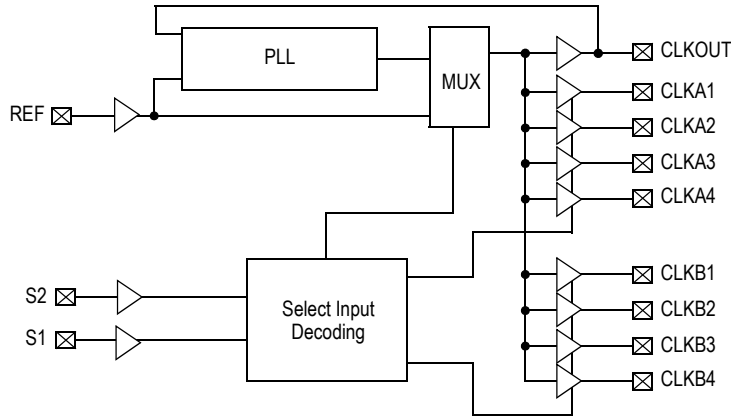 PLL
MUX
REF
CLKOUT
CLKA1
CLKA2
CLKA3
CLKA4
S2
S1
Select Input
Decoding
CLKB1
CLKB2
CLKB3
CLKB4